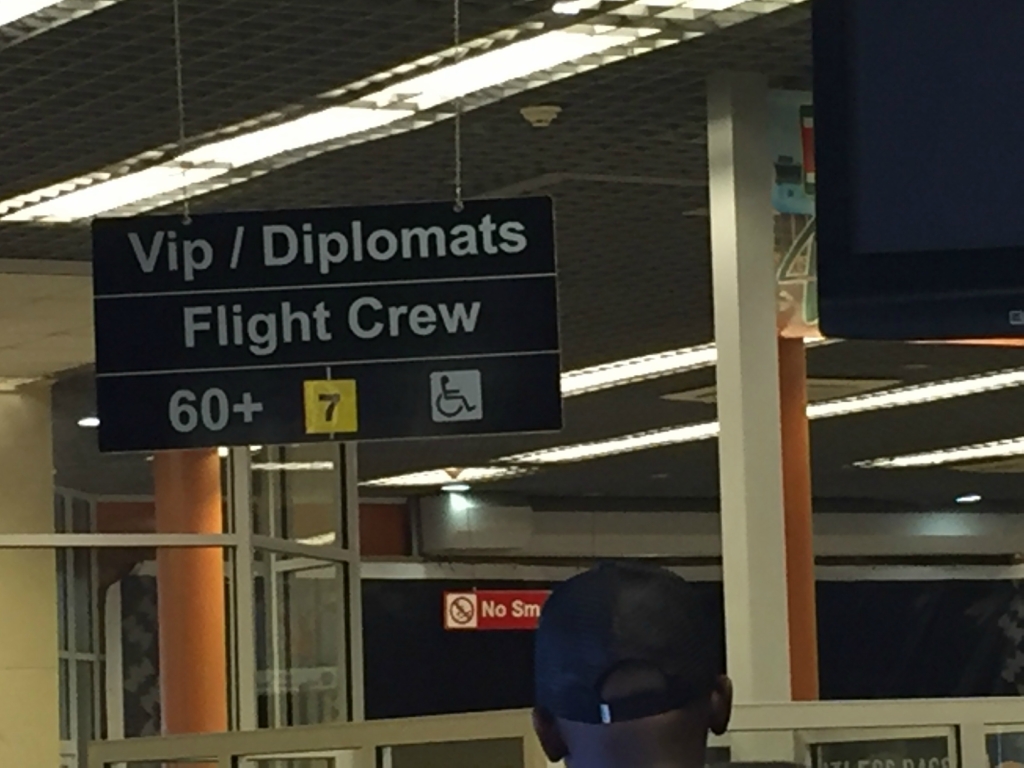 Vip / Diplomats
Flight Crew
60+ 7
No Sm